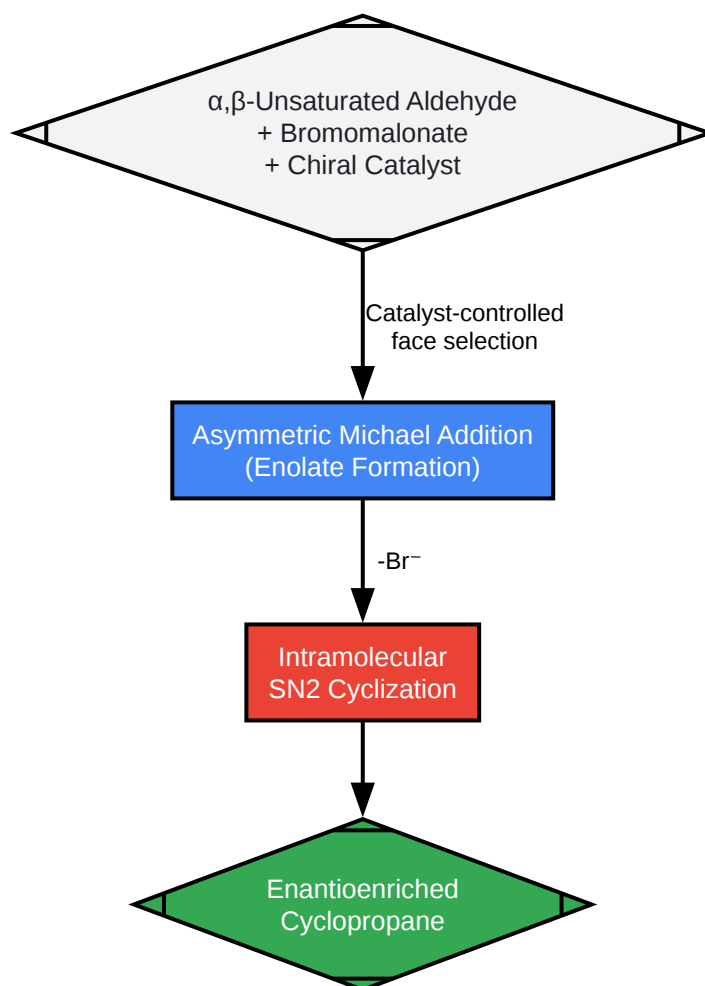 α,β-Unsaturated Aldehyde
+ Bromomalonate
+ Chiral Catalyst
Catalyst-controlled
face selection
Asymmetric Michael Addition
(Enolate Formation)
-Br⁻
Intramolecular
SN2 Cyclization
Enantioenriched
Cyclopropane